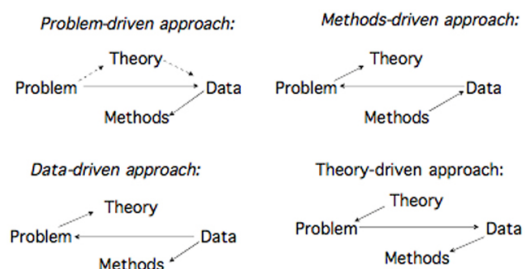 Problem-driven approach:
Theory
Problem
Data
Methods
Methods-driven approach:
Theory
Problem
Data
Methods
Data-driven approach:
Theory
Problem
Data
Methods
Theory-driven approach:
Theory
Problem
Data
Methods